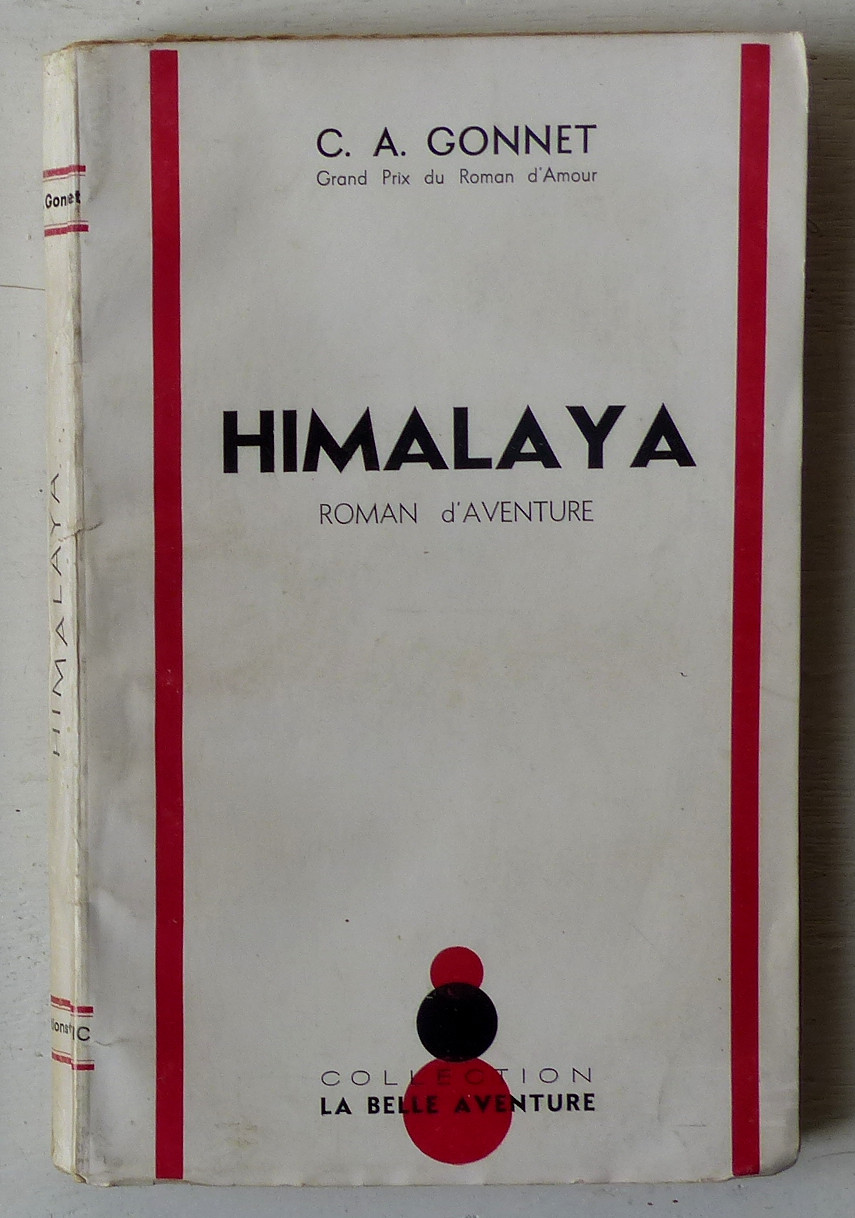 C. A. GONNET
Grand Prix du Roman d'Amour
HIMALAYA
ROMAN d'AVENTURE
COLLECTION
LA BELLE AVENTURE
Gonnet
HIMALAYA